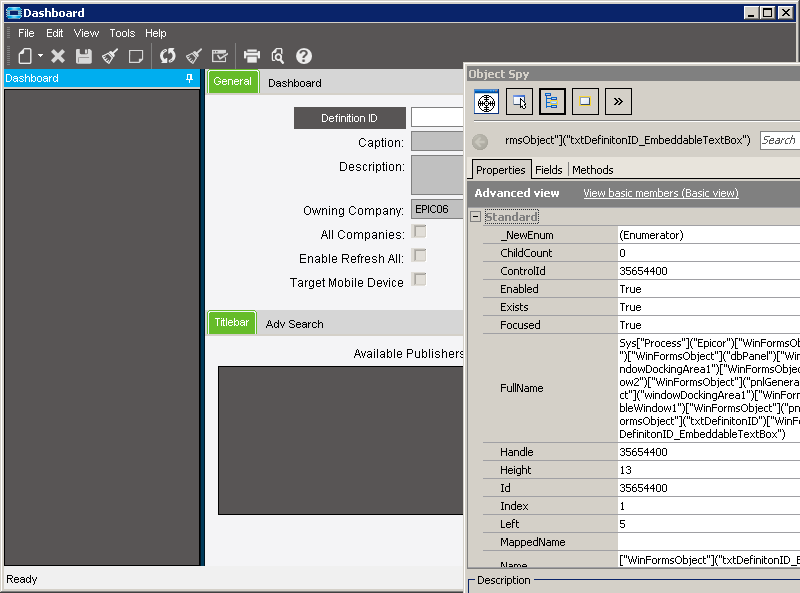 Dashboard
File Edit View Tools Help
Dashboard
General Dashboard
Definition ID
Caption:
Description:
Owning Company: EPIC06
All Companies:
Enable Refresh All:
Target Mobile Device
Titlebar Adv Search
Available Publishers
Ready
Object Spy
»
rmsObject"]("txtDefinitonID_EmbeddableTextBox") Search
Properties Fields Methods
Advanced view View basic members (Basic view)
Standard
_NewEnum (Enumerator)
ChildCount 0
ControlId 35654400
Enabled True
Exists True
Focused True
FullName
Sys["Process"]("Epicor")["WinFormsOb
")["WinFormsObject"]("dbPanel")["Win
ndowDockingArea1")["WinFormsObjec
ow2")["WinFormsObject"]("pnlGenera
ct"]("windowDockingArea1")["WinForm
bleWindow1")["WinFormsObject"]("pn
ormsObject"]("txtDefinitonID")["WinFo
DefinitonID_EmbeddableTextBox")
Handle 35654400
Height 13
Id 35654400
Index 1
Left 5
MappedName
Name ["WinFormsObject"]("txtDefinitonID_E
Description